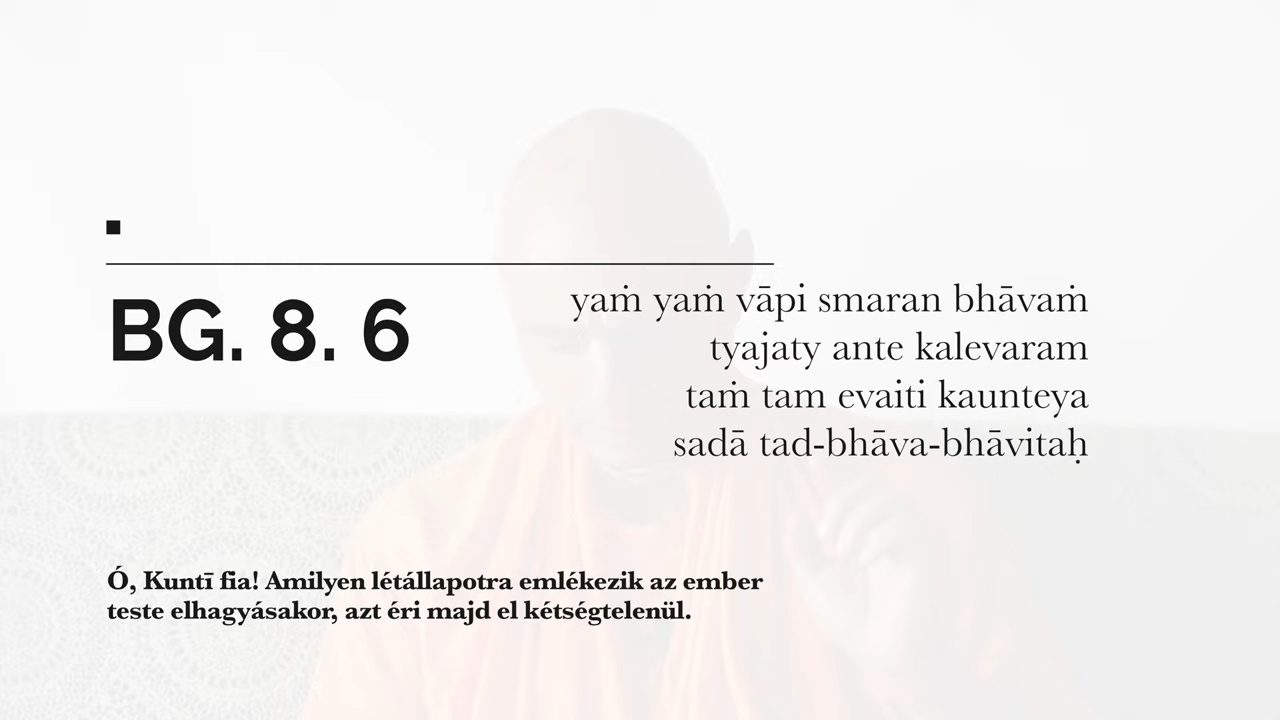 BG. 8. 6
yaṁ yaṁ vāpi smaran bhāvaṁ
tyajaty ante kalevaram
taṁ tam evaiti kaunteya
sadā tad-bhāva-bhāvitaḥ
Ó, Kuntī fia! Amilyen létállapotra emlékezik az ember
teste elhagyásakor, azt éri majd el kétségtelenül.